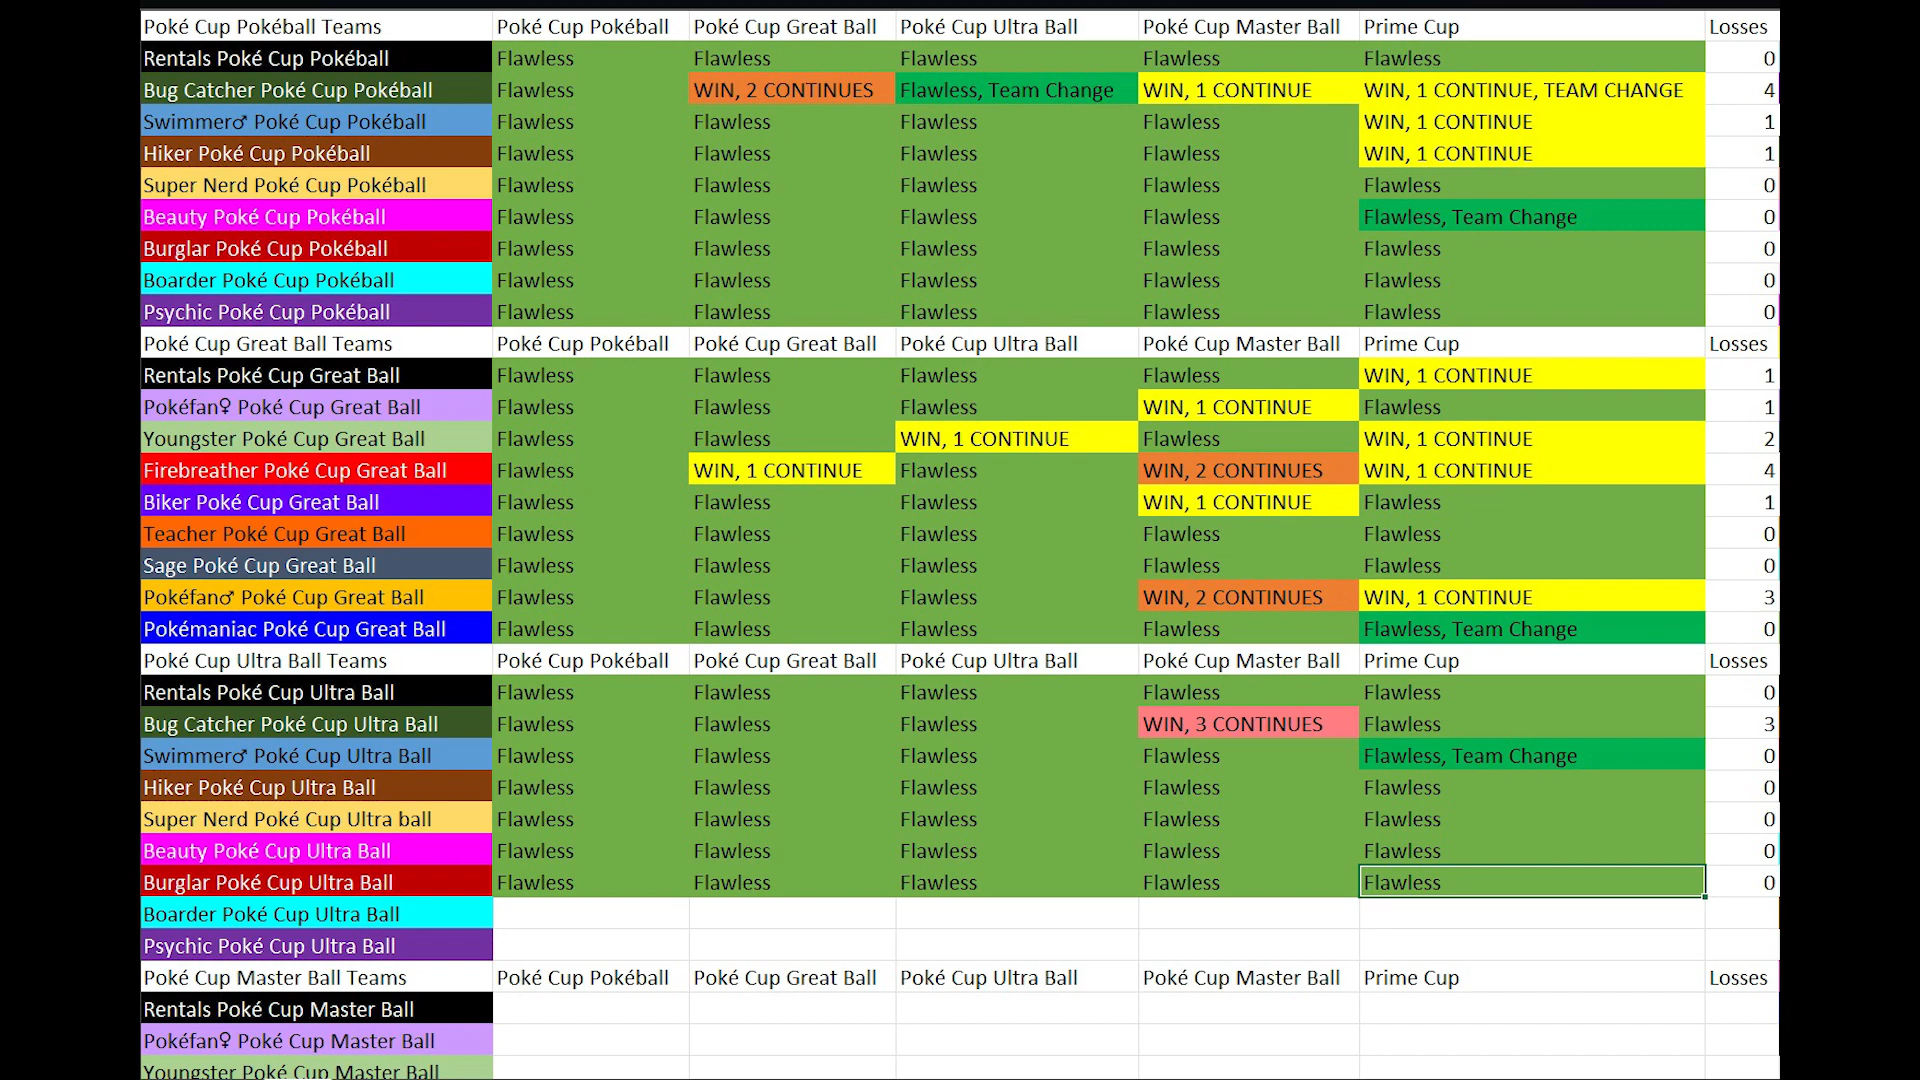 Poké Cup Pokéball Teams Poké Cup Pokéball Poké Cup Great Ball Poké Cup Ultra Ball Poké Cup Master Ball Prime Cup Losses
Rentals Poké Cup Pokéball Flawless Flawless Flawless Flawless Flawless 0
Bug Catcher Poké Cup Pokéball Flawless WIN, 2 CONTINUES Flawless, Team Change WIN, 1 CONTINUE WIN, 1 CONTINUE, TEAM CHANGE 4
Swimmer♂ Poké Cup Pokéball Flawless Flawless Flawless Flawless WIN, 1 CONTINUE 1
Hiker Poké Cup Pokéball Flawless Flawless Flawless Flawless WIN, 1 CONTINUE 1
Super Nerd Poké Cup Pokéball Flawless Flawless Flawless Flawless Flawless 0
Beauty Poké Cup Pokéball Flawless Flawless Flawless Flawless Flawless, Team Change 0
Burglar Poké Cup Pokéball Flawless Flawless Flawless Flawless Flawless 0
Boarder Poké Cup Pokéball Flawless Flawless Flawless Flawless Flawless 0
Psychic Poké Cup Pokéball Flawless Flawless Flawless Flawless Flawless 0
Poké Cup Great Ball Teams Poké Cup Pokéball Poké Cup Great Ball Poké Cup Ultra Ball Poké Cup Master Ball Prime Cup Losses
Rentals Poké Cup Great Ball Flawless Flawless Flawless Flawless WIN, 1 CONTINUE 1
Pokéfan♀ Poké Cup Great Ball Flawless Flawless Flawless WIN, 1 CONTINUE Flawless 1
Youngster Poké Cup Great Ball Flawless Flawless WIN, 1 CONTINUE Flawless WIN, 1 CONTINUE 2
Firebreather Poké Cup Great Ball Flawless WIN, 1 CONTINUE Flawless WIN, 2 CONTINUES WIN, 1 CONTINUE 4
Biker Poké Cup Great Ball Flawless Flawless Flawless WIN, 1 CONTINUE Flawless 1
Teacher Poké Cup Great Ball Flawless Flawless Flawless Flawless Flawless 0
Sage Poké Cup Great Ball Flawless Flawless Flawless Flawless Flawless 0
Pokéfan♂ Poké Cup Great Ball Flawless Flawless Flawless WIN, 2 CONTINUES WIN, 1 CONTINUE 3
Pokémaniac Poké Cup Great Ball Flawless Flawless Flawless Flawless Flawless, Team Change 0
Poké Cup Ultra Ball Teams Poké Cup Pokéball Poké Cup Great Ball Poké Cup Ultra Ball Poké Cup Master Ball Prime Cup Losses
Rentals Poké Cup Ultra Ball Flawless Flawless Flawless Flawless Flawless 0
Bug Catcher Poké Cup Ultra Ball Flawless Flawless Flawless WIN, 3 CONTINUES Flawless 3
Swimmer♂ Poké Cup Ultra Ball Flawless Flawless Flawless Flawless Flawless, Team Change 0
Hiker Poké Cup Ultra Ball Flawless Flawless Flawless Flawless Flawless 0
Super Nerd Poké Cup Ultra ball Flawless Flawless Flawless Flawless Flawless 0
Beauty Poké Cup Ultra Ball Flawless Flawless Flawless Flawless Flawless 0
Burglar Poké Cup Ultra Ball Flawless Flawless Flawless Flawless Flawless 0
Boarder Poké Cup Ultra Ball
Psychic Poké Cup Ultra Ball
Poké Cup Master Ball Teams Poké Cup Pokéball Poké Cup Great Ball Poké Cup Ultra Ball Poké Cup Master Ball Prime Cup Losses
Rentals Poké Cup Master Ball
Pokéfan♀ Poké Cup Master Ball
Youngster Poké Cup Master Ball